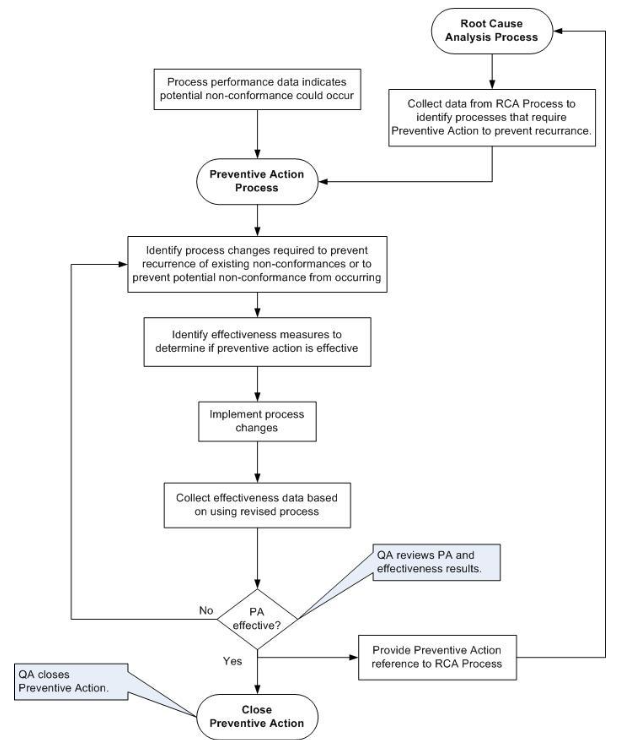 Root Cause
Analysis Process
Process performance data indicates
potential non-conformance could occur
Collect data from RCA Process to
identify processes that require
Preventive Action to prevent recurrance.
Preventive Action
Process
Identify process changes required to prevent
recurrence of existing non-conformances or to
prevent potential non-conformance from occurring
Identify effectiveness measures to
determine if preventive action is effective
Implement process
changes
Collect effectiveness data based
on using revised process
QA reviews PA and
effectiveness results.
No
PA
effective?
Yes
Provide Preventive Action
reference to RCA Process
QA closes
Preventive Action.
Close
Preventive Action